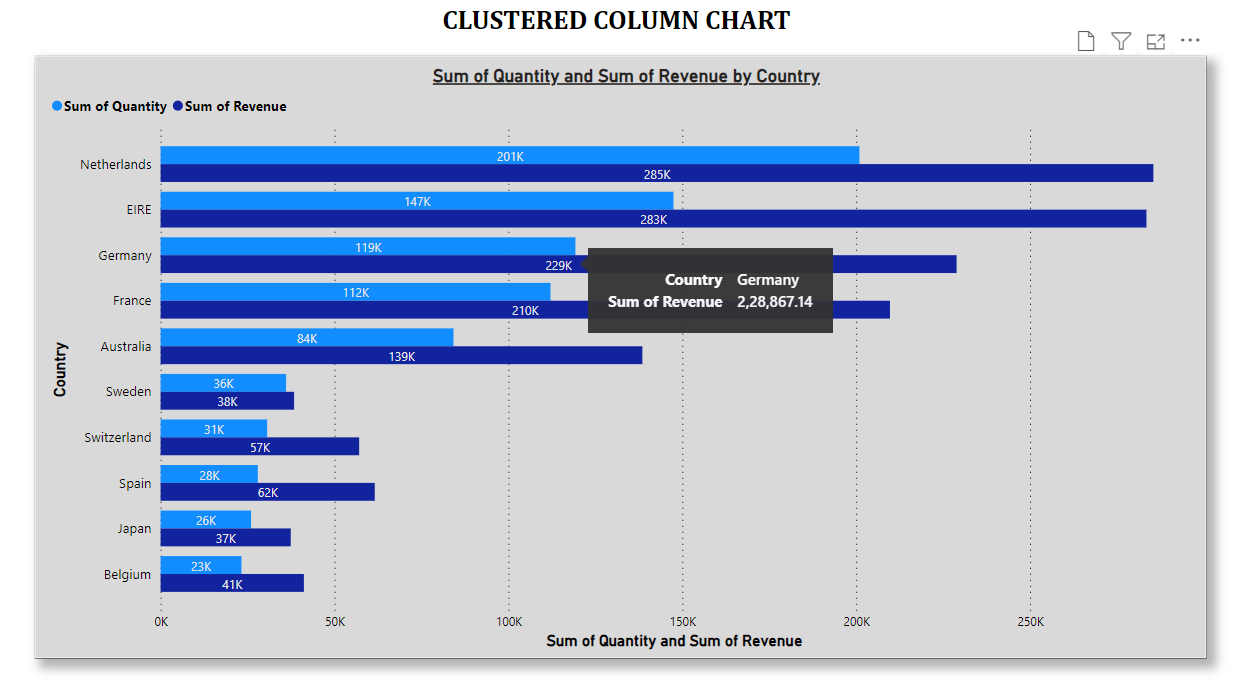 CLUSTERED COLUMN CHART
Sum of Quantity and Sum of Revenue by Country
Sum of Quantity Sum of Revenue
Netherlands 201K
285K
EIRE 147K
283K
Germany 119K
229K
Country Germany
Sum of Revenue 2,28,867.14
France 112K
210K
Australia 84K
139K
Sweden 36K
38K
Switzerland 31K
57K
Spain 28K
62K
Japan 26K
37K
Belgium 23K
41K
Country
0K 50K 100K 150K 200K 250K
Sum of Quantity and Sum of Revenue